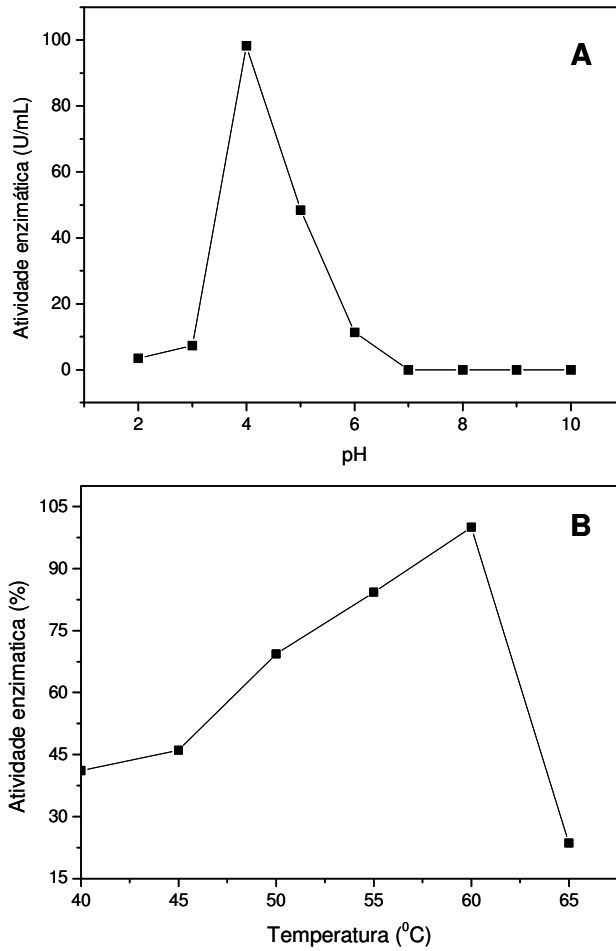 A
Atividade enzimática (U/mL)
100
80
60
40
20
0
2 4 6 8 10
pH
B
Atividade enzimatica (%)
105
90
75
60
45
30
15
40 45 50 55 60 65
Temperatura (⁰C)